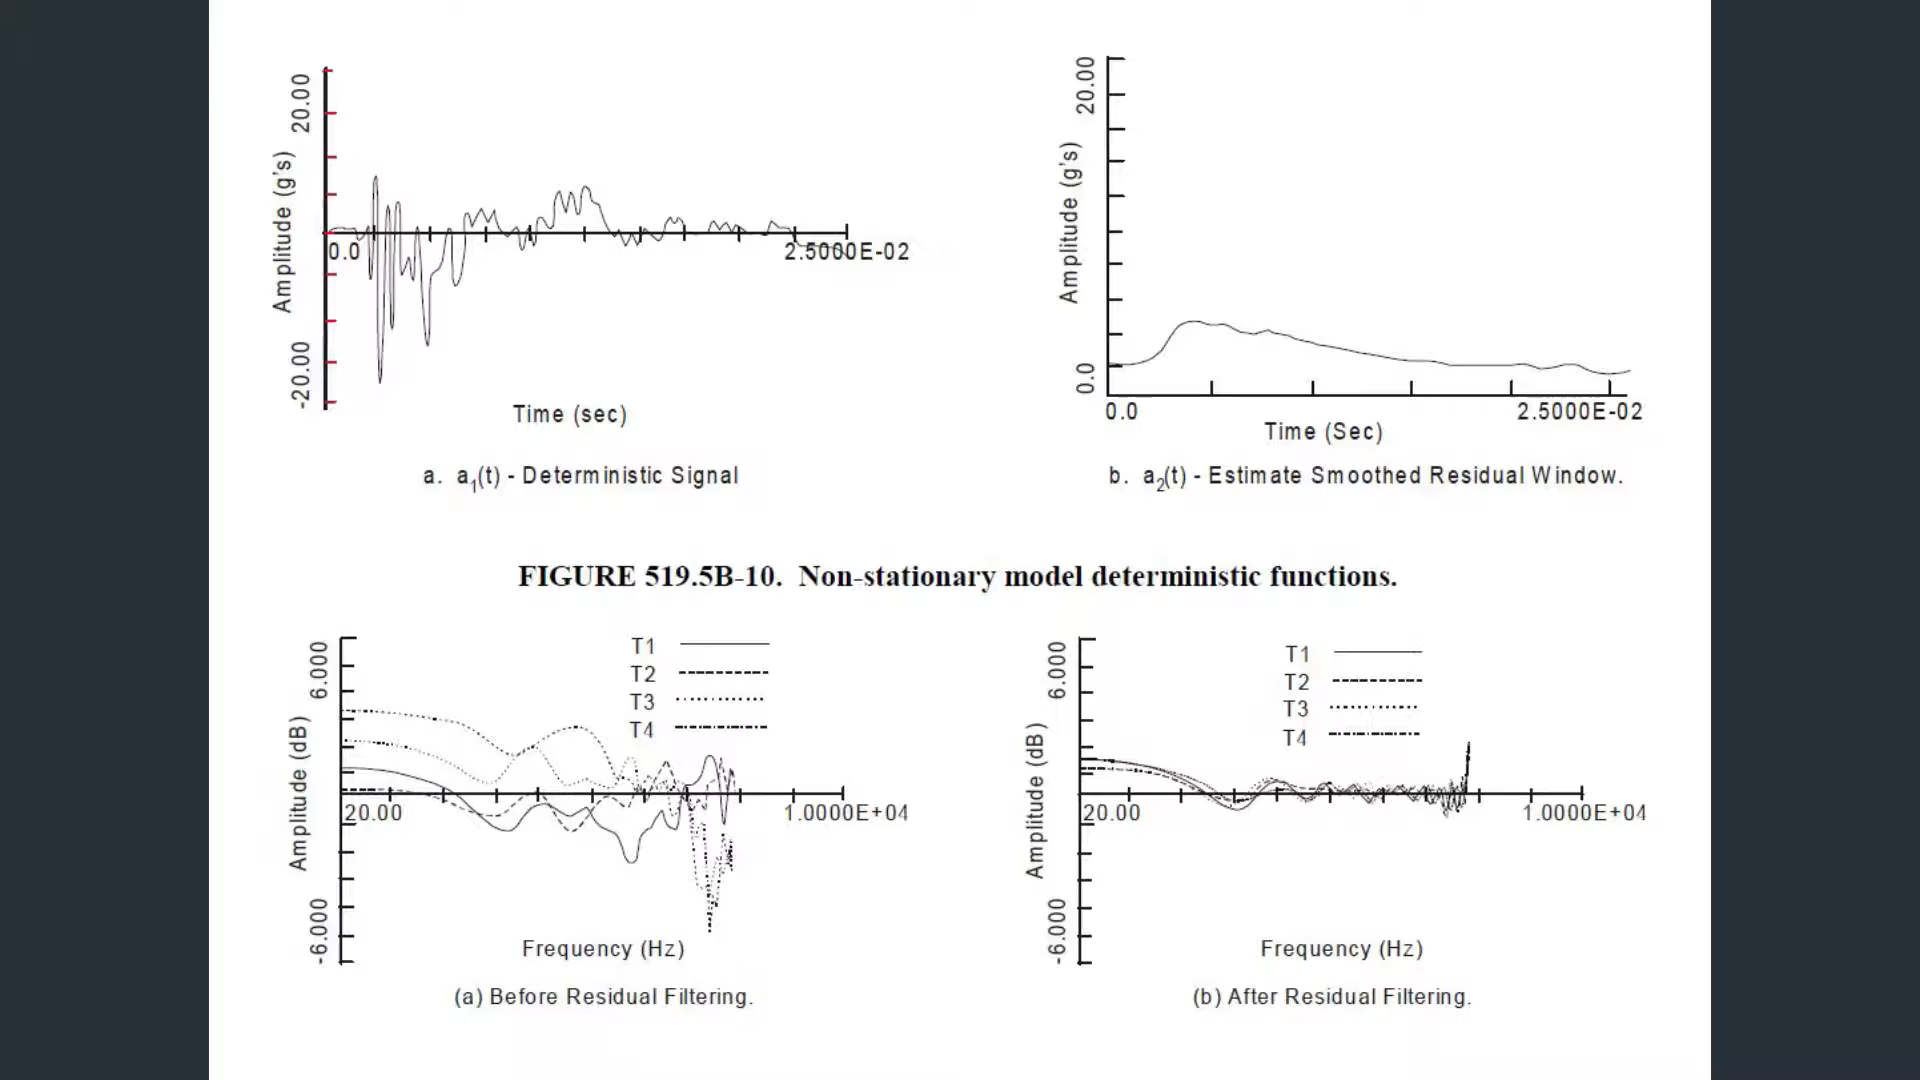 20.00
Amplitude (g's)
-20.00
0.0
2.5000E-02
Time (sec)
a. a1(t) - Deterministic Signal
20.00
Amplitude (g's)
0.0
0.0
2.5000E-02
Time (Sec)
b. a2(t) - Estimate Smoothed Residual Window.
FIGURE 519.5B-10. Non-stationary model deterministic functions.
6.000
Amplitude (dB)
-6.000
T1
T2
T3
T4
20.00
1.0000E+04
Frequency (Hz)
(a) Before Residual Filtering.
6.000
Amplitude (dB)
-6.000
T1
T2
T3
T4
20.00
1.0000E+04
Frequency (Hz)
(b) After Residual Filtering.